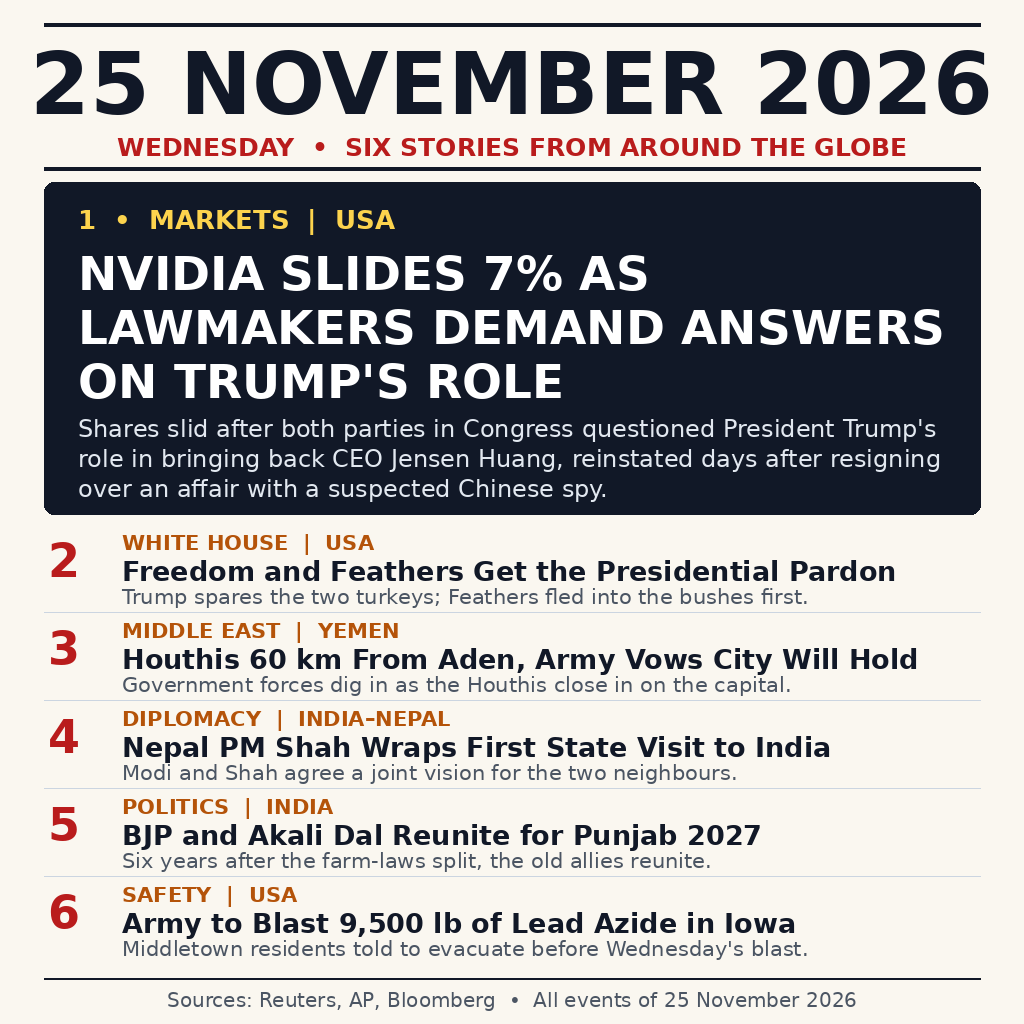 25 NOVEMBER 2026
WEDNESDAY • SIX STORIES FROM AROUND THE GLOBE
1 • MARKETS | USA
NVIDIA SLIDES 7% AS
LAWMAKERS DEMAND ANSWERS
ON TRUMP'S ROLE
Shares slid after both parties in Congress questioned President Trump's
role in bringing back CEO Jensen Huang, reinstated days after resigning
over an affair with a suspected Chinese spy.
2
WHITE HOUSE | USA
Freedom and Feathers Get the Presidential Pardon
Trump spares the two turkeys; Feathers fled into the bushes first.
3
MIDDLE EAST | YEMEN
Houthis 60 km From Aden, Army Vows City Will Hold
Government forces dig in as the Houthis close in on the capital.
4
DIPLOMACY | INDIA–NEPAL
Nepal PM Shah Wraps First State Visit to India
Modi and Shah agree a joint vision for the two neighbours.
5
POLITICS | INDIA
BJP and Akali Dal Reunite for Punjab 2027
Six years after the farm-laws split, the old allies reunite.
6
SAFETY | USA
Army to Blast 9,500 lb of Lead Azide in Iowa
Middletown residents told to evacuate before Wednesday's blast.
Sources: Reuters, AP, Bloomberg • All events of 25 November 2026